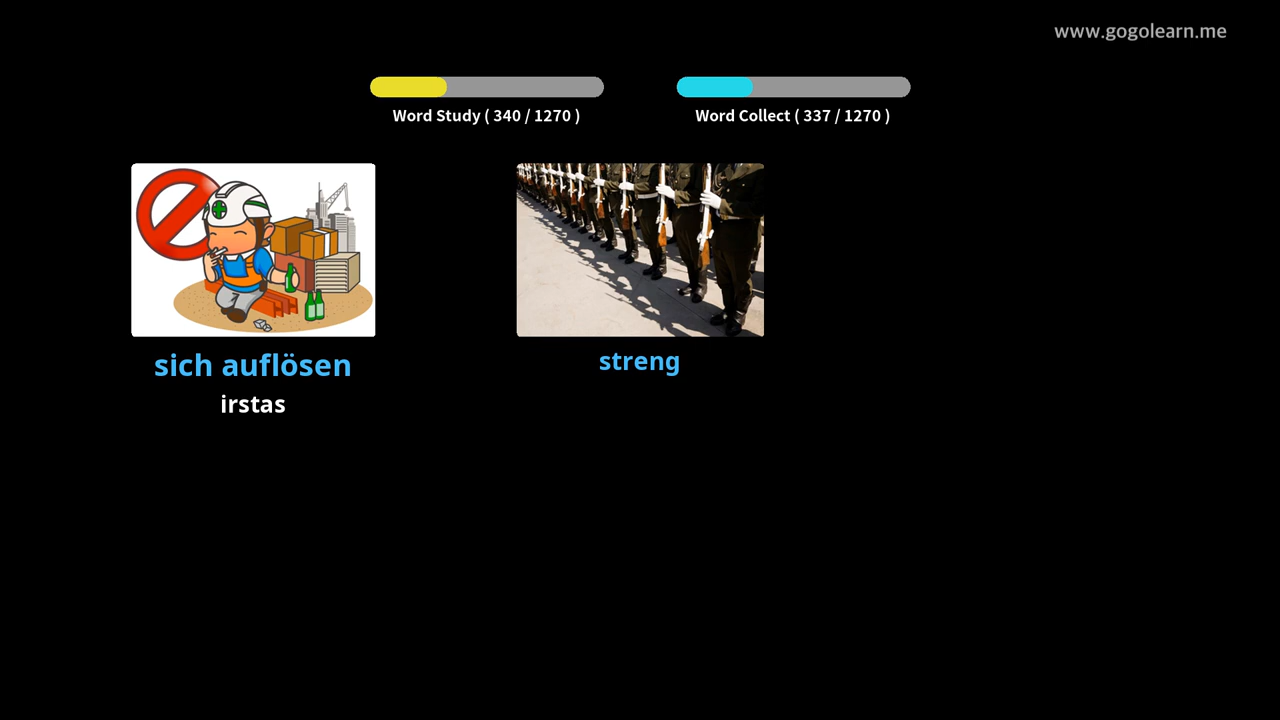 www.gogolearn.me
Word Study ( 340 / 1270 )
Word Collect ( 337 / 1270 )
sich auflösen
irstas
streng